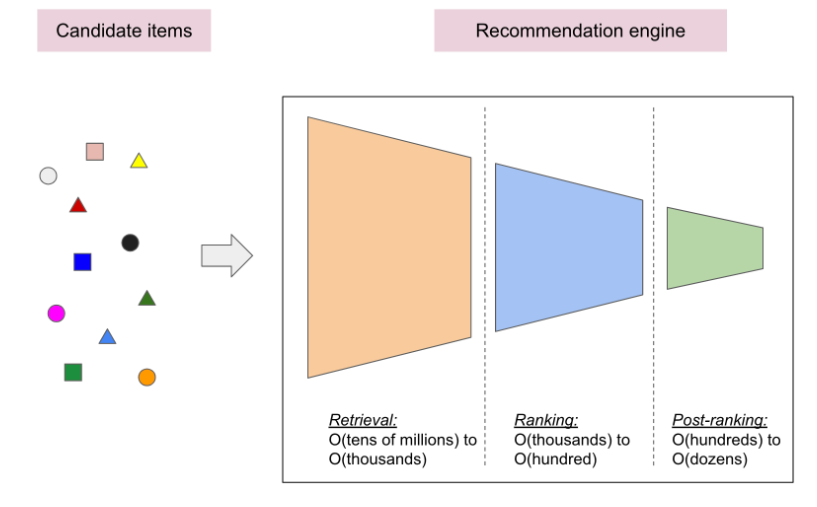 Candidate items
Recommendation engine
Retrieval:
O(tens of millions) to
O(thousands)
Ranking:
O(thousands) to
O(hundred)
Post-ranking:
O(hundreds) to
O(dozens)